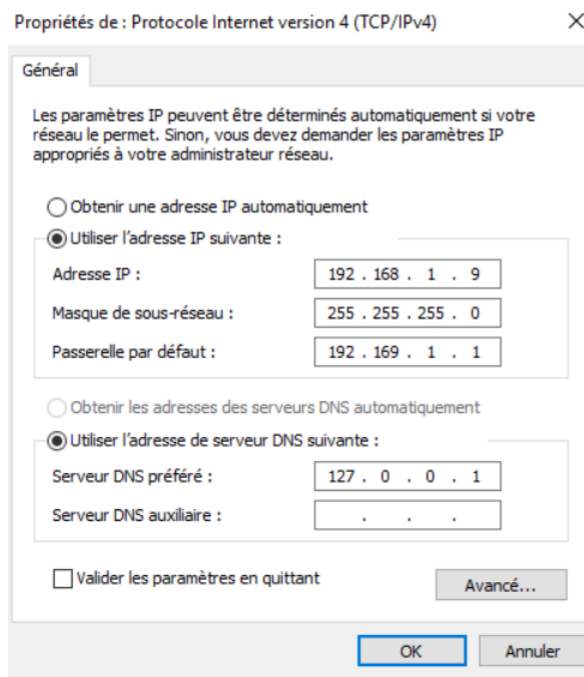 Propriétés de : Protocole Internet version 4 (TCP/IPv4)
Général
Les paramètres IP peuvent être déterminés automatiquement si votre
réseau le permet. Sinon, vous devez demander les paramètres IP
appropriés à votre administrateur réseau.
Obtenir une adresse IP automatiquement
Utiliser l'adresse IP suivante :
Adresse IP : 192 . 168 . 1 . 9
Masque de sous-réseau : 255 . 255 . 255 . 0
Passerelle par défaut : 192 . 169 . 1 . 1
Obtenir les adresses des serveurs DNS automatiquement
Utiliser l'adresse de serveur DNS suivante :
Serveur DNS préféré : 127 . 0 . 0 . 1
Serveur DNS auxiliaire : . . .
Valider les paramètres en quittant
Avancé...
OK Annuler